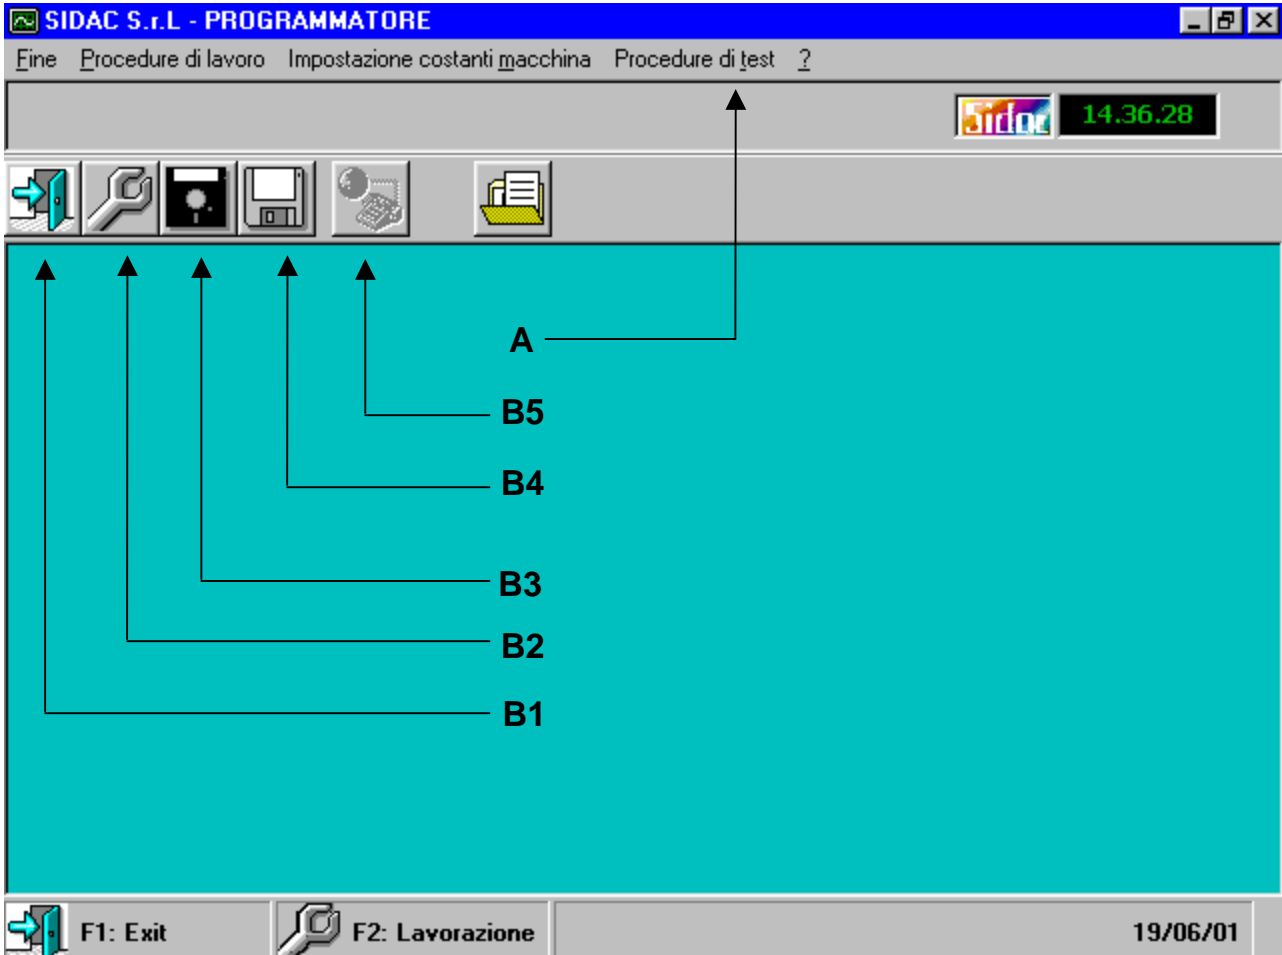 SIDAC S.r.L - PROGRAMMATORE
Fine Procedure di lavoro Impostazione costanti macchina Procedure di test ?
Sidac 14.36.28
A
B5
B4
B3
B2
B1
F1: Exit F2: Lavorazione 19/06/01